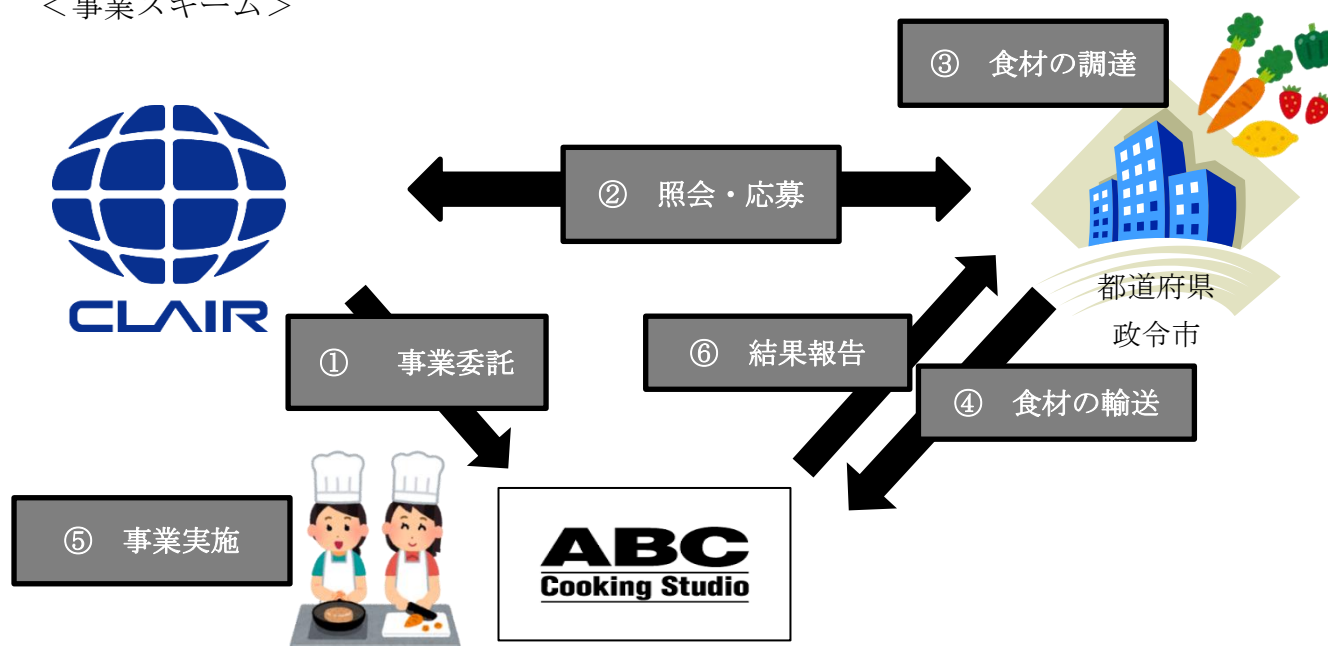 ＜事業スキーム＞
③　食材の調達
②　照会・応募
CLAIR
都道府県
政令市
①　事業委託
⑥　結果報告
④　食材の輸送
⑤　事業実施
ABC
Cooking Studio